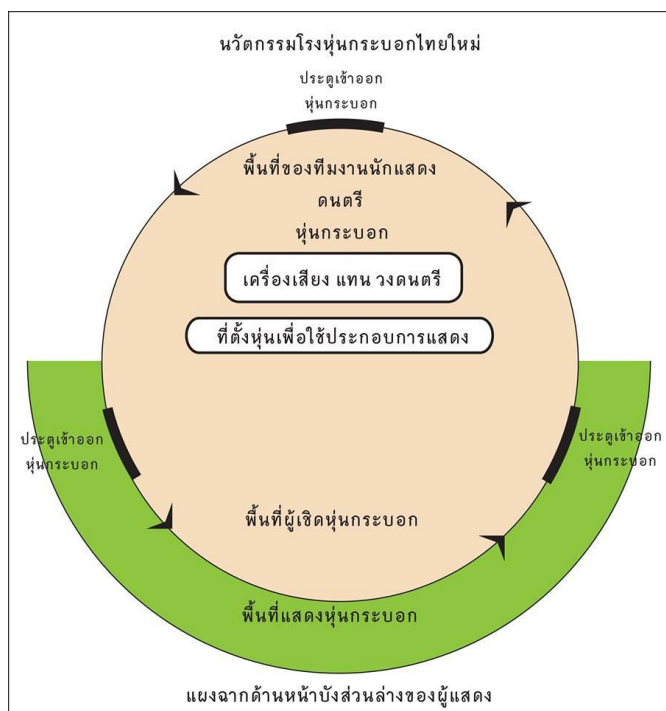 นวัตกรรมโรงหุ่นกระบอกไทยใหม่
ประตูเข้าออก
หุ่นกระบอก
พื้นที่ของทีมงานนักแสดง
ดนตรี
หุ่นกระบอก
เครื่องเสียง แทน วงดนตรี
ที่ตั้งหุ่นเพื่อใช้ประกอบการแสดง
ประตูเข้าออก
หุ่นกระบอก
ประตูเข้าออก
หุ่นกระบอก
พื้นที่ผู้เชิดหุ่นกระบอก
พื้นที่แสดงหุ่นกระบอก
แผงฉากด้านหน้าบังส่วนล่างของผู้แสดง